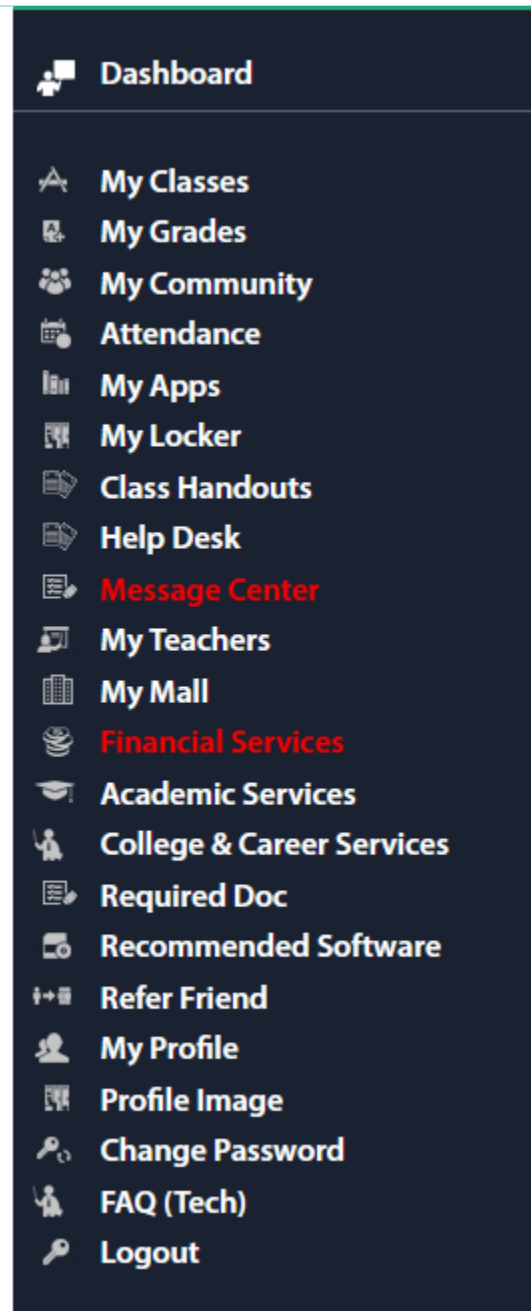 Dashboard
My Classes
My Grades
My Community
Attendance
My Apps
My Locker
Class Handouts
Help Desk
Message Center
My Teachers
My Mall
Financial Services
Academic Services
College & Career Services
Required Doc
Recommended Software
Refer Friend
My Profile
Profile Image
Change Password
FAQ (Tech)
Logout